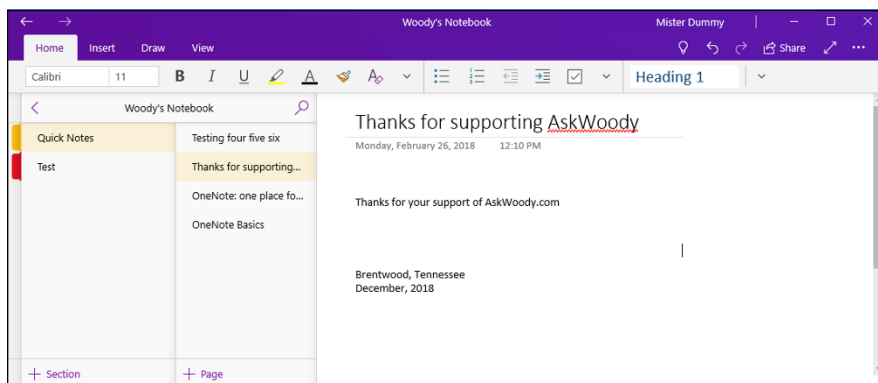 Woody's Notebook
Mister Dummy
Home Insert Draw View
Share
Calibri 11 B I U A A Heading 1
Woody's Notebook
Quick Notes
Test
Testing four five six
Thanks for supporting...
OneNote: one place fo...
OneNote Basics
Thanks for supporting AskWoody
Monday, February 26, 2018 12:10 PM
Thanks for your support of AskWoody.com
Brentwood, Tennessee
December, 2018
+ Section
+ Page